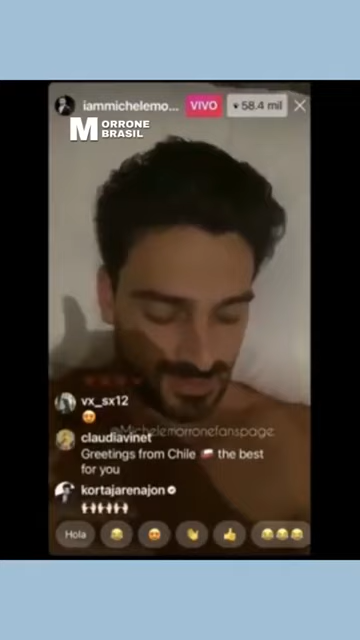 iammichelemo...
VIVO
58.4 mil
MORRONE
BRASIL
vx_sx12
@Michelemorronefanspage
claudiavinet
Greetings from Chile 🇨🇱 the best
for you
kortajarenajon
Hola